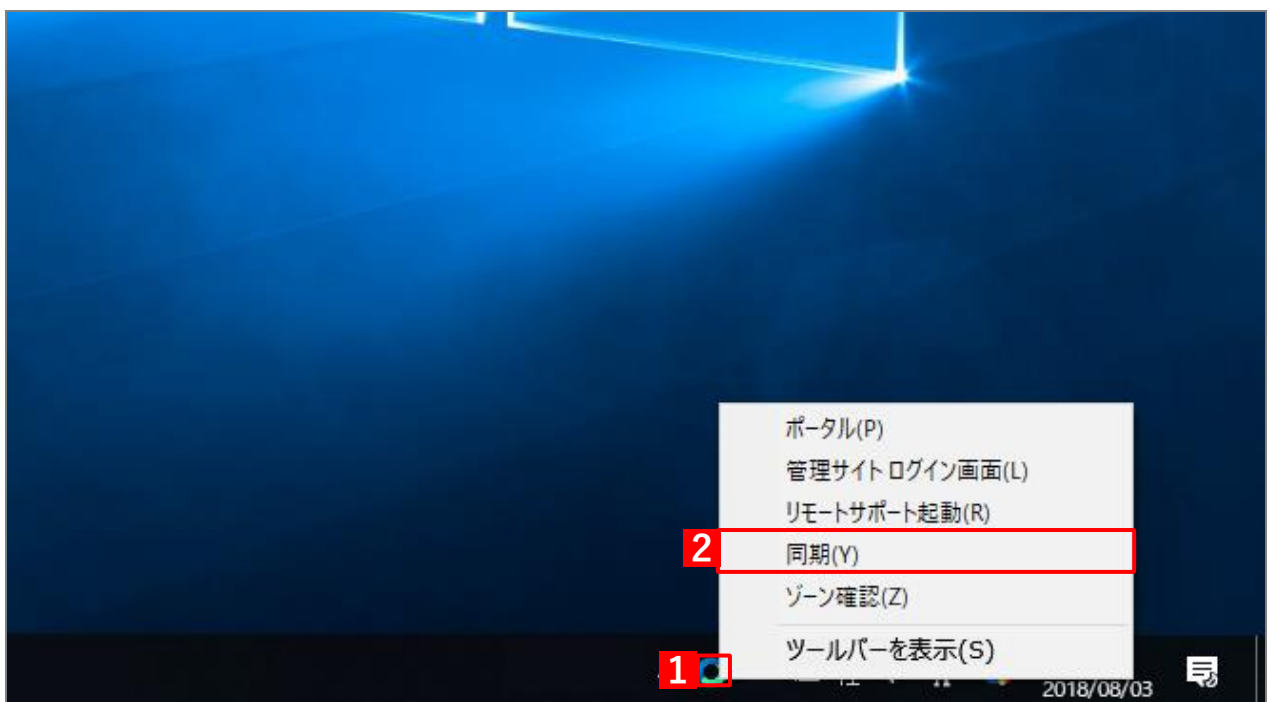 ポータル(P)
管理サイト ログイン画面(L)
リモートサポート起動(R)
2
同期(Y)
ゾーン確認(Z)
ツールバーを表示(S)
1
2018/08/03